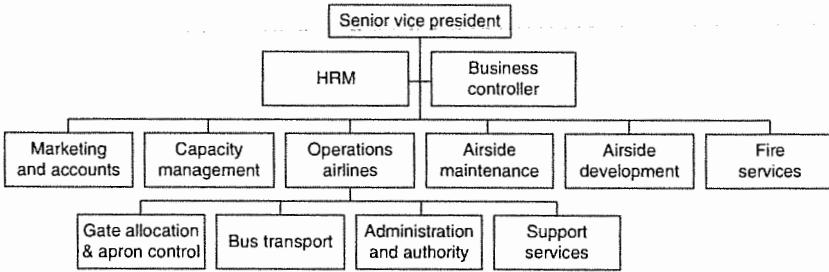 Senior vice president
HRM
Business
controller
Marketing
and accounts
Capacity
management
Operations
airlines
Airside
maintenance
Airside
development
Fire
services
Gate allocation
& apron control
Bus transport
Administration
and authority
Support
services